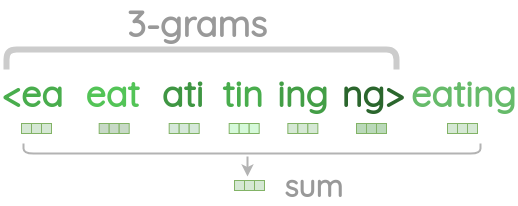 3-grams
<ea eat ati tin ing ng> eating
sum